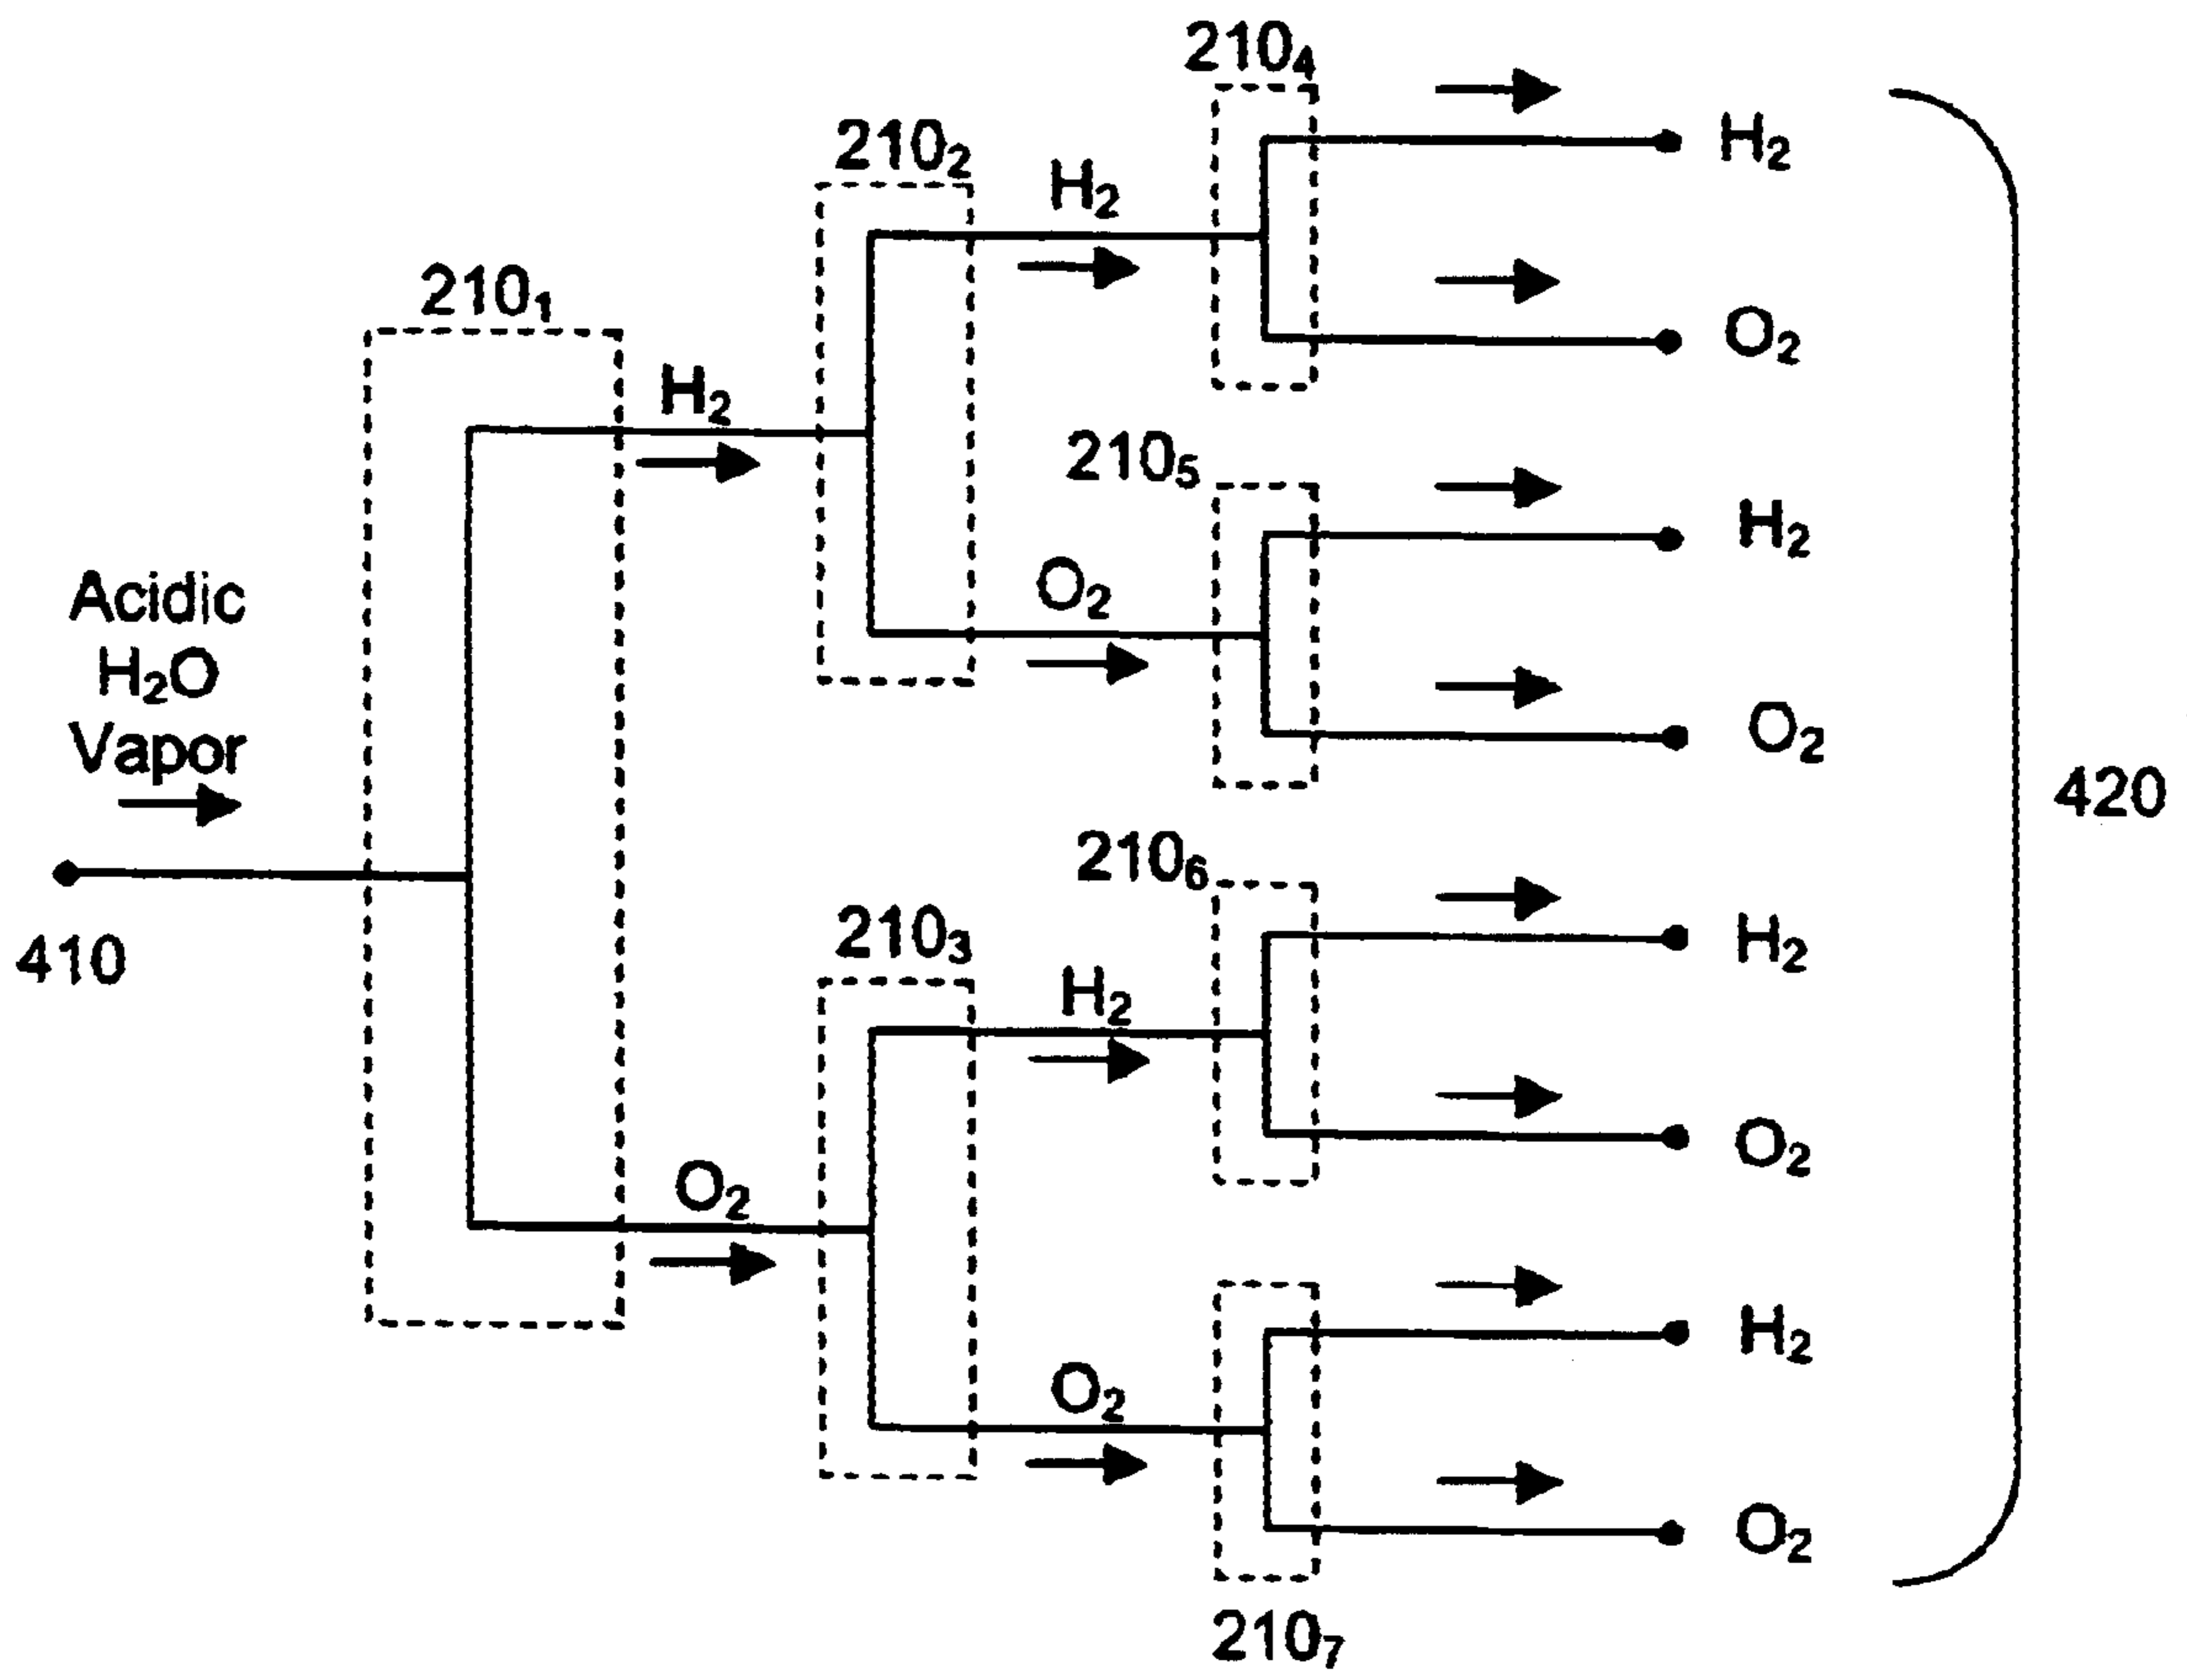 210₄
H₂
210₂
H₂
O₂
210₁
H₂
210₅
H₂
O₂
Acidic
H₂O
Vapor
O₂
420
210₆
H₂
410
210₃
H₂
O₂
O₂
H₂
O₂
O₂
210₇